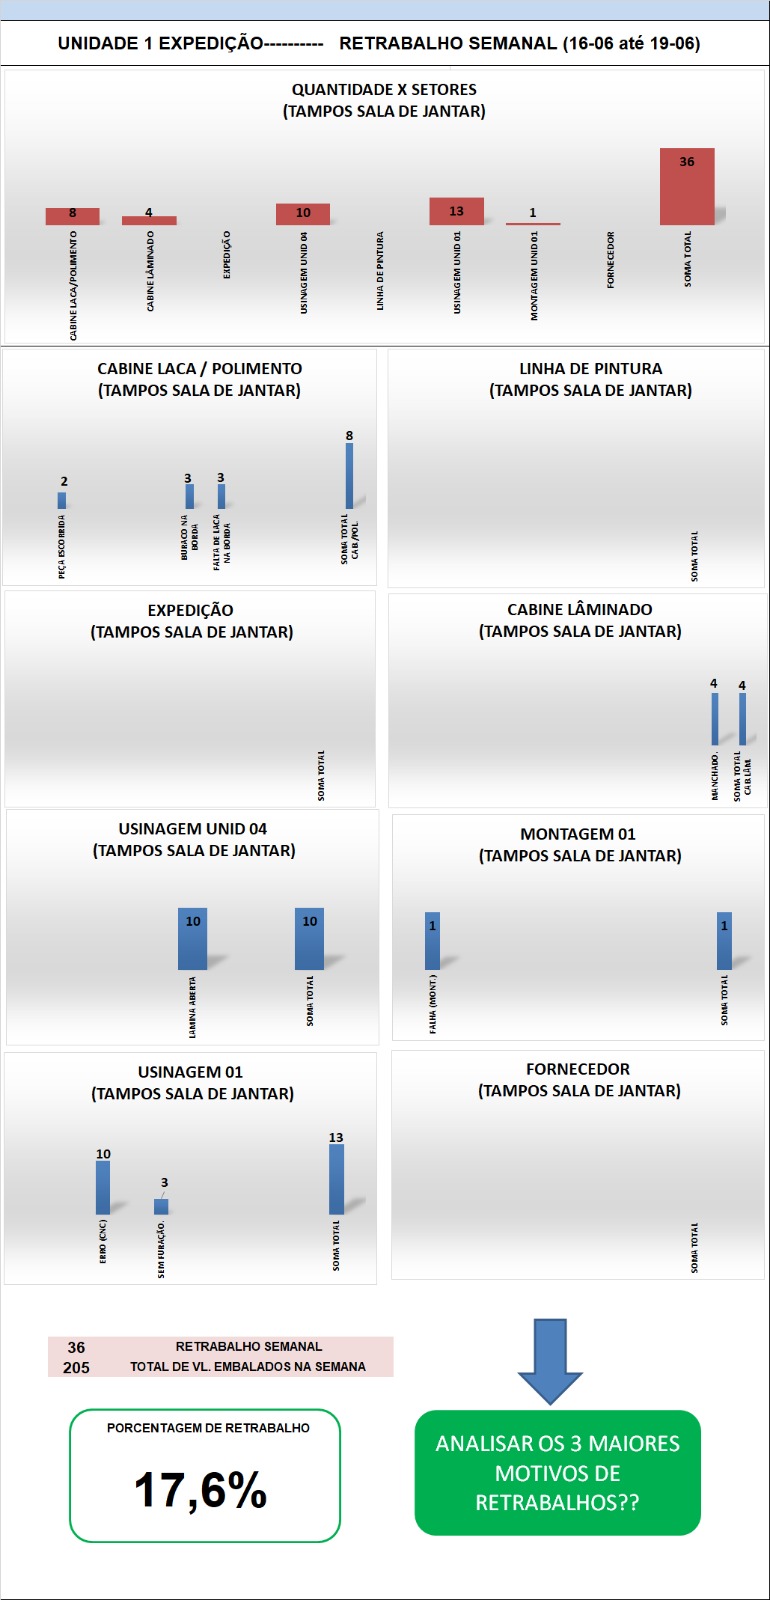 UNIDADE 1 EXPEDIÇÃO---------- RETRABALHO SEMANAL (16-06 até 19-06)
QUANTIDADE X SETORES
(TAMPOS SALA DE JANTAR)
8
4
10
13
1
36
CABINE LACA/POLIMENTO
CABINE LÂMINADO
EXPEDIÇÃO
USINAGEM UNID 04
LINHA DE PINTURA
USINAGEM UNID 01
MONTAGEM UNID 01
FORNECEDOR
SOMA TOTAL
CABINE LACA / POLIMENTO
(TAMPOS SALA DE JANTAR)
2
3
3
8
PEÇA ESCORRIDA
BURACO NA
BORDA
FALTA DE LACA
NA BORDA
SOMA TOTAL
CAB./POL.
LINHA DE PINTURA
(TAMPOS SALA DE JANTAR)
SOMA TOTAL
EXPEDIÇÃO
(TAMPOS SALA DE JANTAR)
SOMA TOTAL
CABINE LÂMINADO
(TAMPOS SALA DE JANTAR)
4
4
MANCHADO.
SOMA TOTAL
CAB LÂM.
USINAGEM UNID 04
(TAMPOS SALA DE JANTAR)
10
10
LAMINA ABERTA
SOMA TOTAL
MONTAGEM 01
(TAMPOS SALA DE JANTAR)
1
1
FALHA (MONT.)
SOMA TOTAL
USINAGEM 01
(TAMPOS SALA DE JANTAR)
10
3
13
ERRO (CNC)
SEM FURAÇÃO.
SOMA TOTAL
FORNECEDOR
(TAMPOS SALA DE JANTAR)
SOMA TOTAL
36 RETRABALHO SEMANAL
205 TOTAL DE VL. EMBALADOS NA SEMANA
PORCENTAGEM DE RETRABALHO
17,6%
ANALISAR OS 3 MAIORES
MOTIVOS DE
RETRABALHOS??